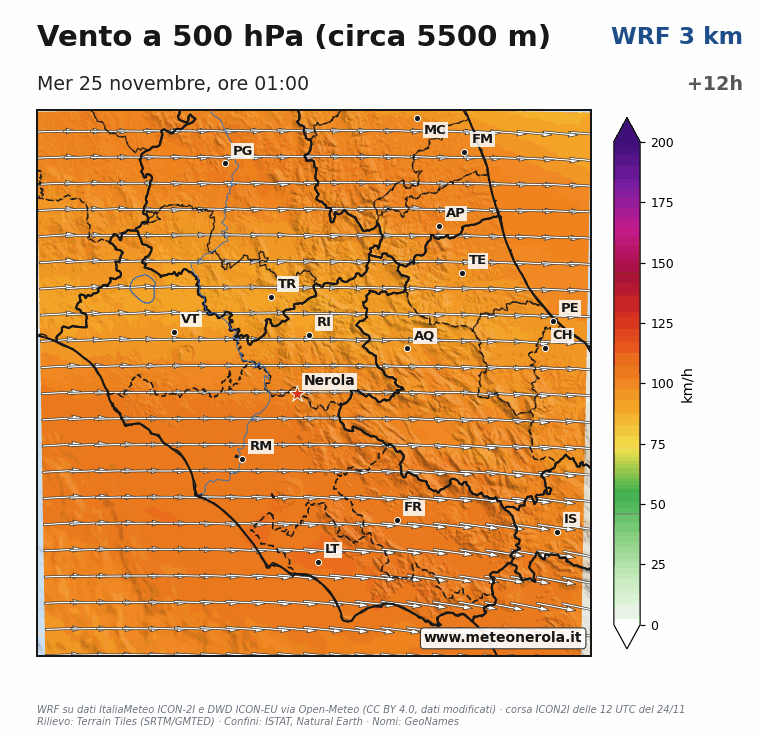 Vento a 500 hPa (circa 5500 m)
WRF 3 km
Mer 25 novembre, ore 01:00
+12h
MC
FM
PG
AP
TE
TR
PE
VT
RI
AQ
CH
Nerola
RM
FR
IS
LT
www.meteonerola.it
200
175
150
125
100
75
50
25
0
km/h
WRF su dati ItaliaMeteo ICON-2I e DWD ICON-EU via Open-Meteo (CC BY 4.0, dati modificati) · corsa ICON2I delle 12 UTC del 24/11
Rilievo: Terrain Tiles (SRTM/GMTED) · Confini: ISTAT, Natural Earth · Nomi: GeoNames